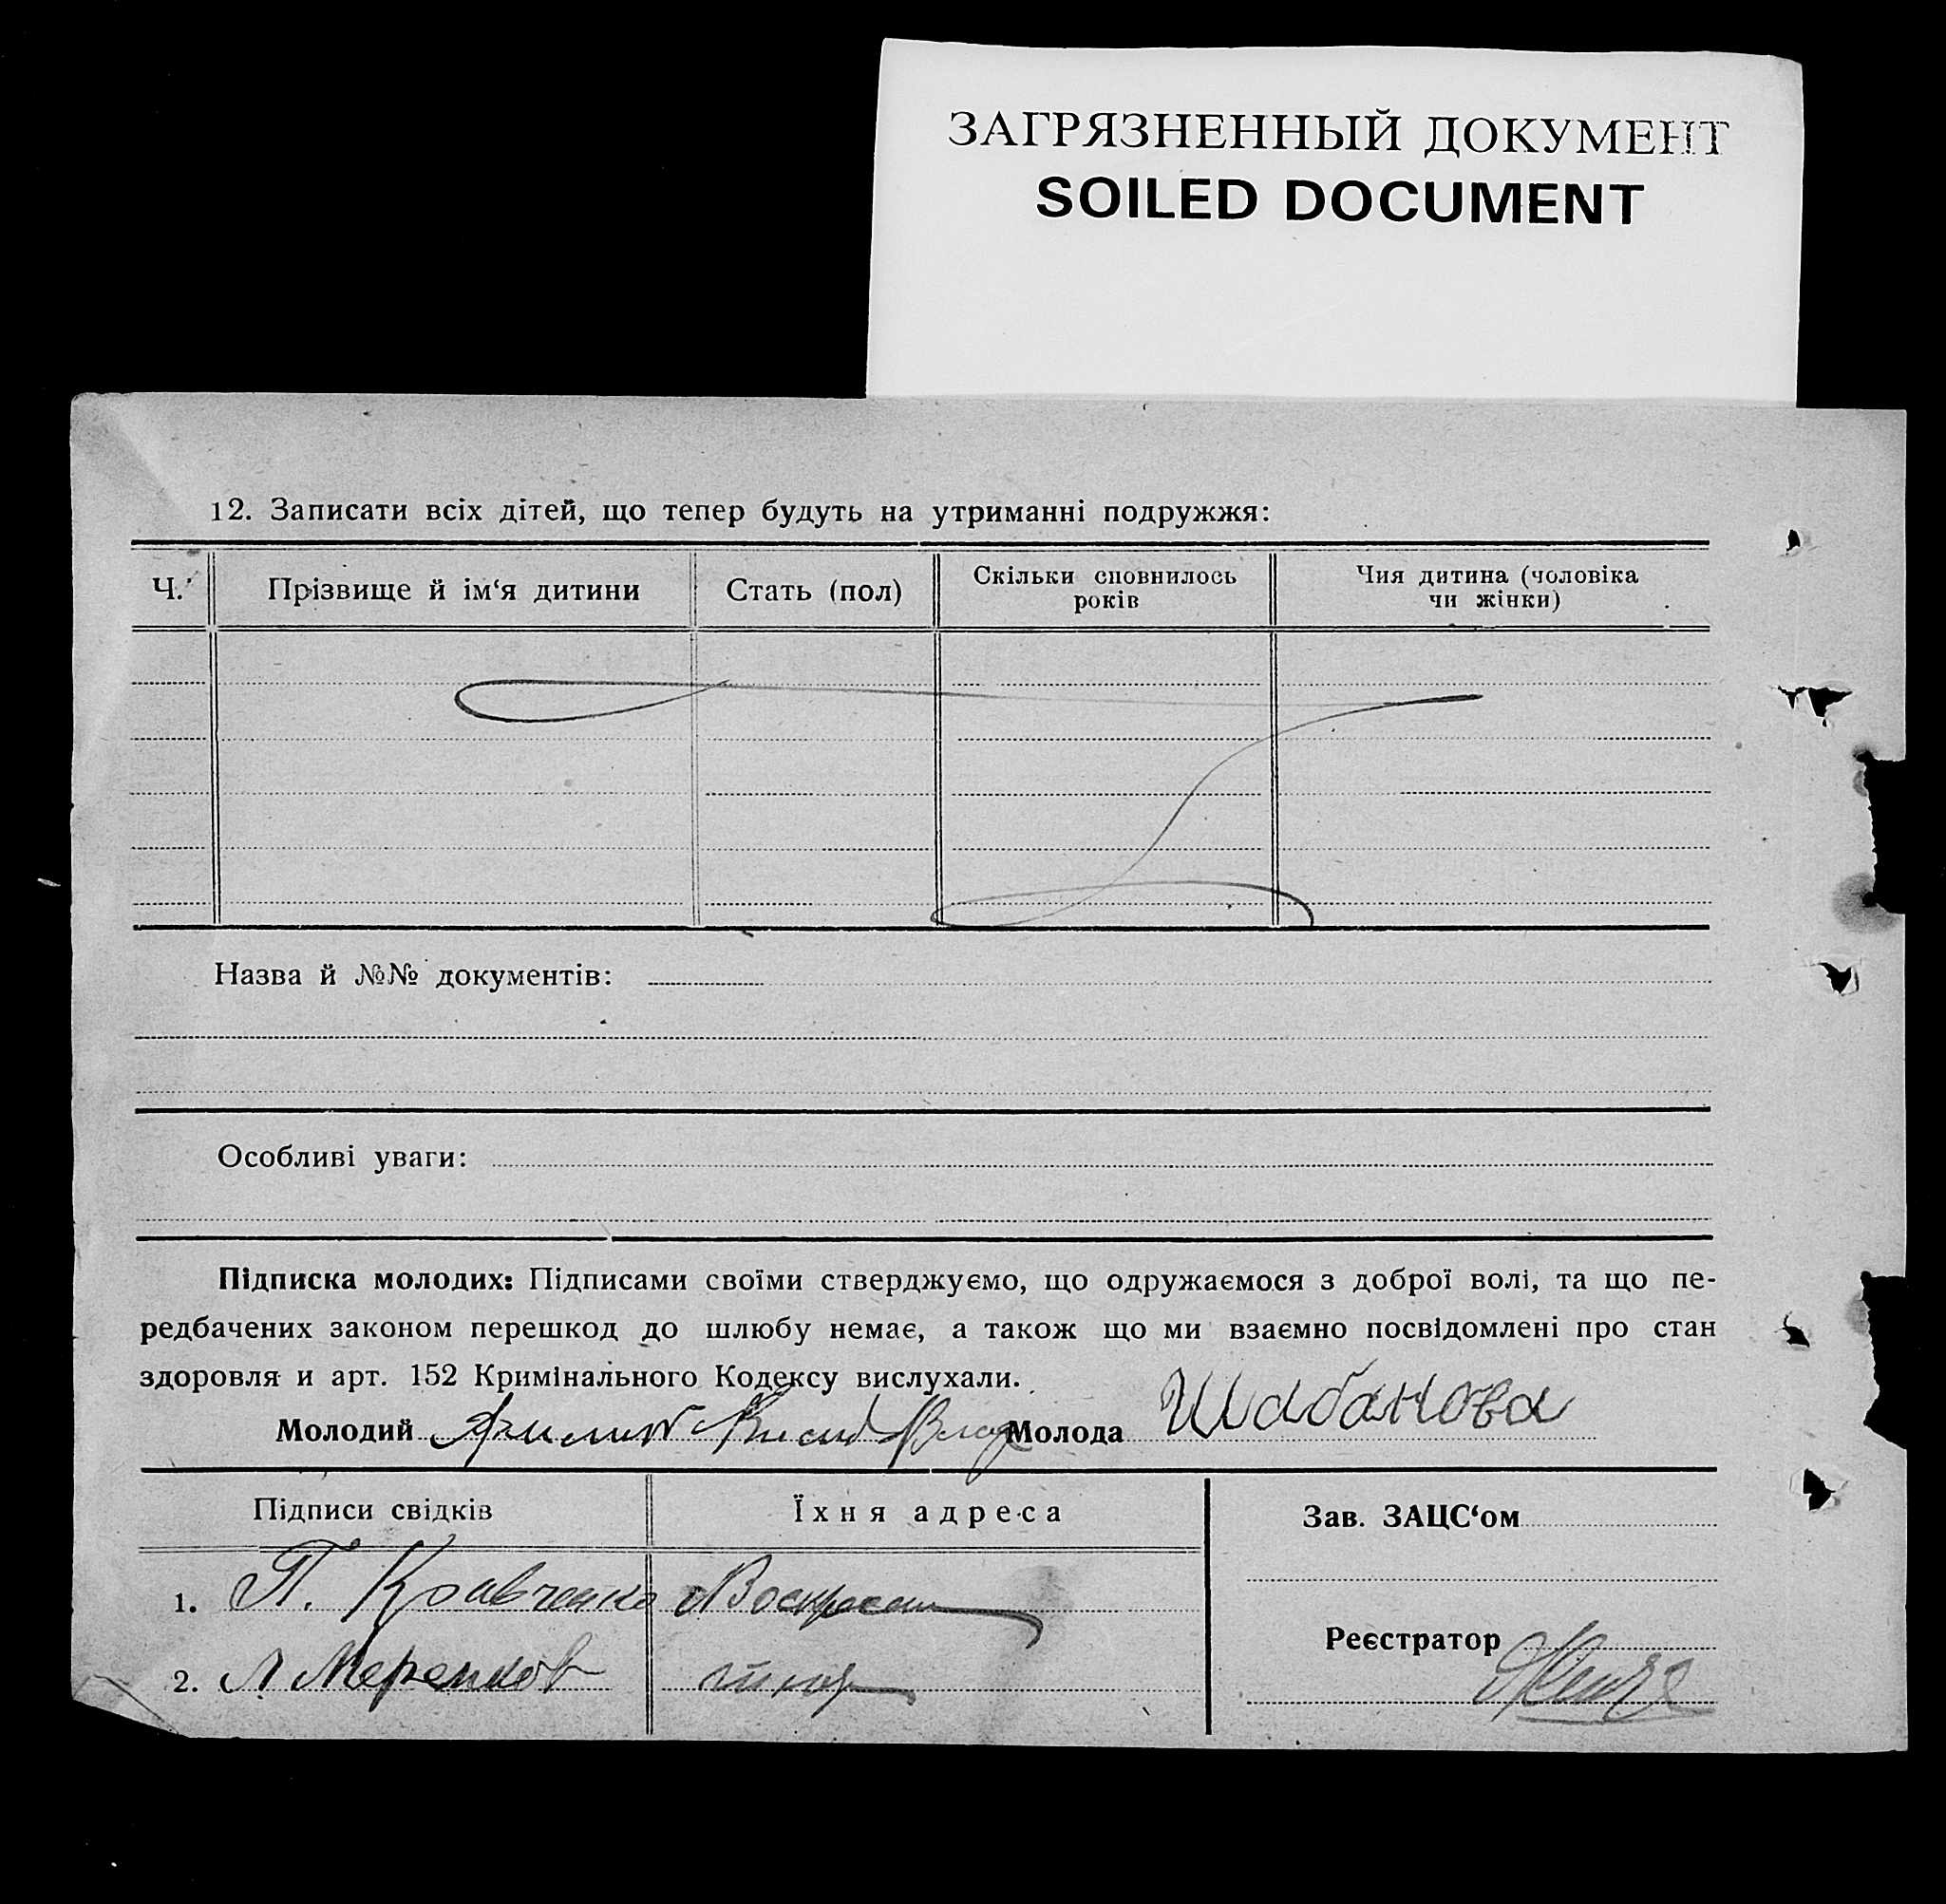 ЗАГРЯЗНЕННЫЙ ДОКУМЕНТ
SOILED DOCUMENT
12. Записати всіх дітей, що тепер будуть на утриманні подружжя:
Ч. Прізвище й ім‘я дитини Стать (пол) Скільки сповнилось років Чия дитина (чоловіка чи жінки)
Назва й №№ документів:
Особливі уваги:
Підписка молодих: Підписами своїми стверджуємо, що одружаємося з доброї волі, та що пе-
редбачених законом перешкод до шлюбу немає, а також що ми взаємно посвідомлені про стан
здоровля и арт. 152 Кримінального Кодексу вислухали.
Молодий Молода Шабанова
Підписи свідків Їхня адреса Зав. ЗАЦС‘ом
1. П. Кравченко
Реєстратор
2. Л. Меренков